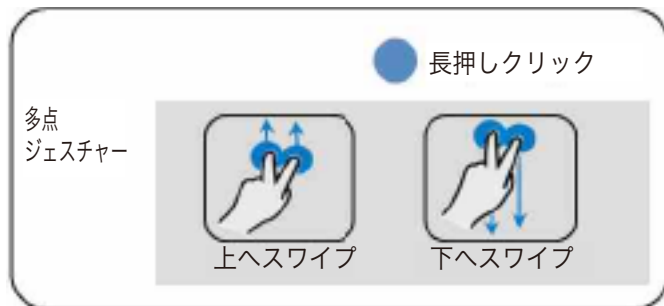 長押しクリック
多点
ジェスチャー
上へスワイプ
下へスワイプ